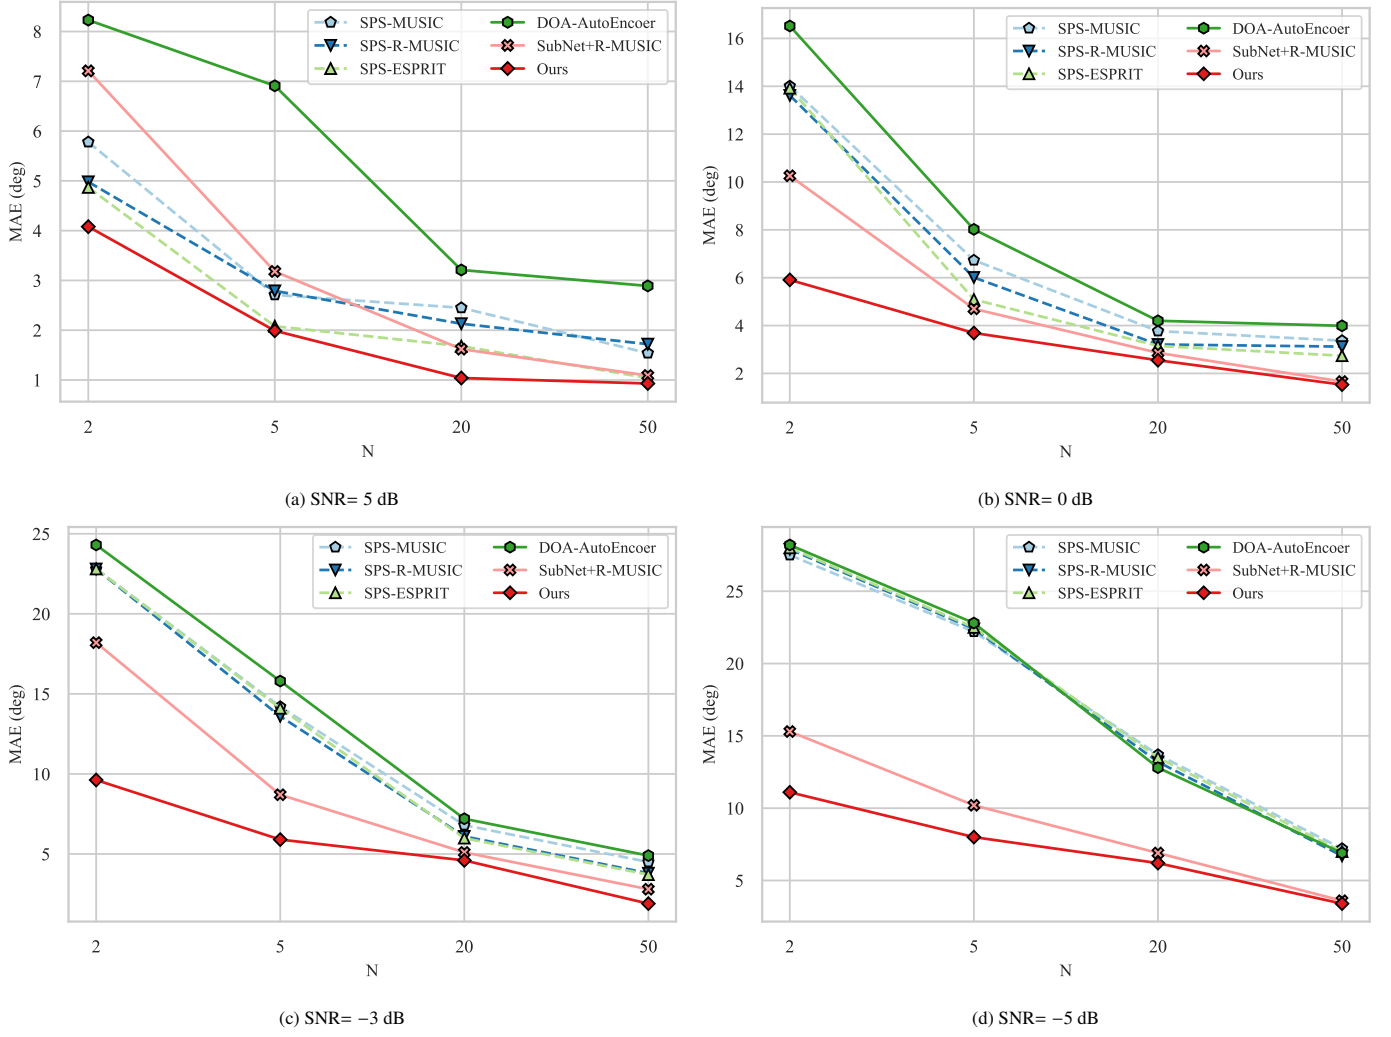 8
7
6
5
4
3
2
1
MAE (deg)
SPS-MUSIC
SPS-R-MUSIC
SPS-ESPRIT
DOA-AutoEncoer
SubNet+R-MUSIC
Ours
2 5 20 50
N
(a) SNR= 5 dB
16
14
12
10
8
6
4
2
MAE (deg)
SPS-MUSIC
SPS-R-MUSIC
SPS-ESPRIT
DOA-AutoEncoer
SubNet+R-MUSIC
Ours
2 5 20 50
N
(b) SNR= 0 dB
25
20
15
10
5
MAE (deg)
SPS-MUSIC
SPS-R-MUSIC
SPS-ESPRIT
DOA-AutoEncoer
SubNet+R-MUSIC
Ours
2 5 20 50
N
(c) SNR= −3 dB
25
20
15
10
5
MAE (deg)
SPS-MUSIC
SPS-R-MUSIC
SPS-ESPRIT
DOA-AutoEncoer
SubNet+R-MUSIC
Ours
2 5 20 50
N
(d) SNR= −5 dB